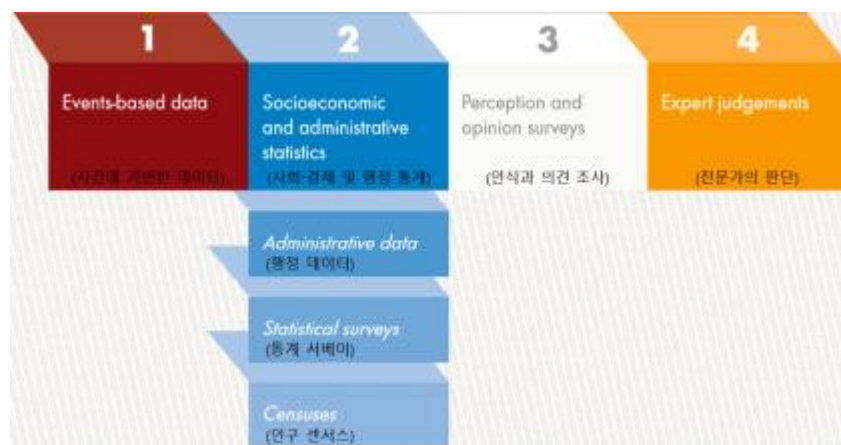 1
2
3
4
Events-based data
(사건에 기반한 데이터)
Socioeconomic
and administrative
statistics
(사회·경제 및 행정 통계)
Perception and
opinion surveys
(인식과 의견 조사)
Expert judgements
(전문가의 판단)
Administrative data
(행정 데이터)
Statistical surveys
(통계 서베이)
Censuses
(인구 센서스)